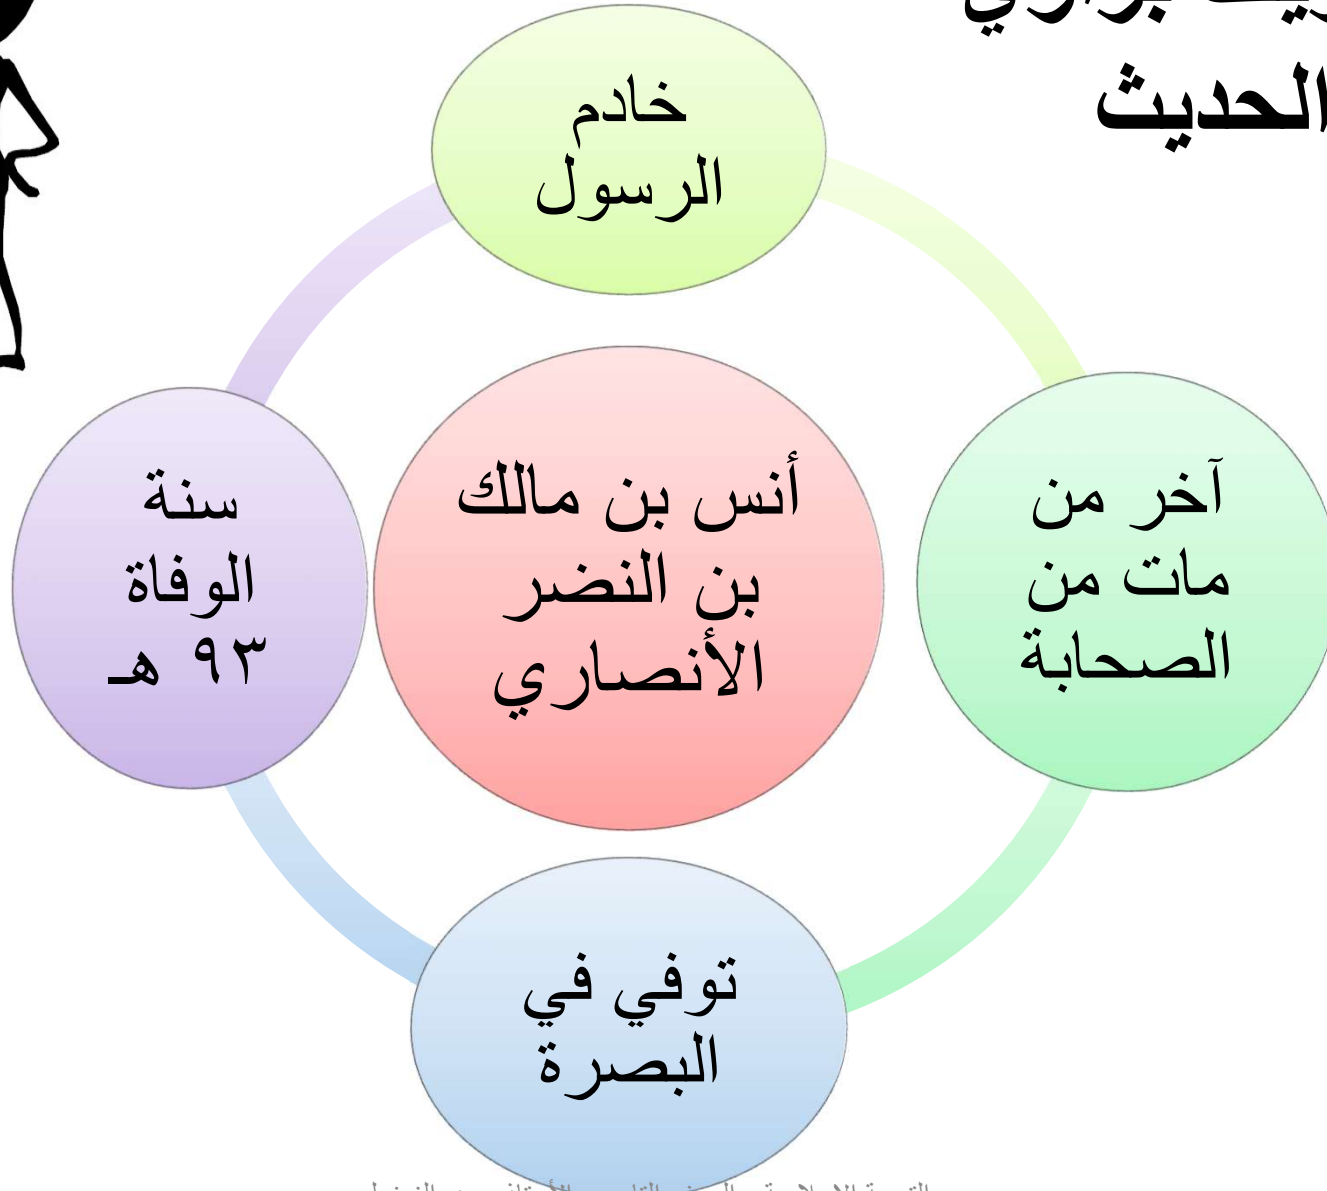 براوي
الحديث
خادم
الرسول
آخر من
مات من
الصحابة
أنس بن مالك
بن النضر
الأنصاري
سنة
الوفاة
٩٣ هـ
توفي في
البصرة